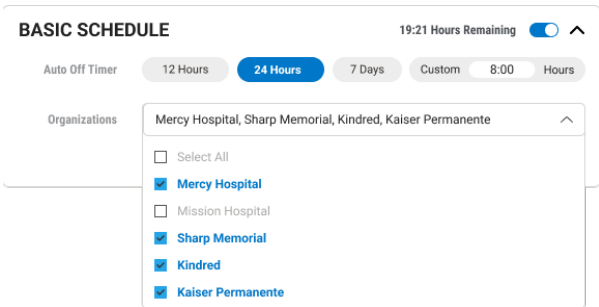 BASIC SCHEDULE 19:21 Hours Remaining
Auto Off Timer 12 Hours 24 Hours 7 Days Custom 8:00 Hours
Organizations Mercy Hospital, Sharp Memorial, Kindred, Kaiser Permanente
Select All
Mercy Hospital
Mission Hospital
Sharp Memorial
Kindred
Kaiser Permanente